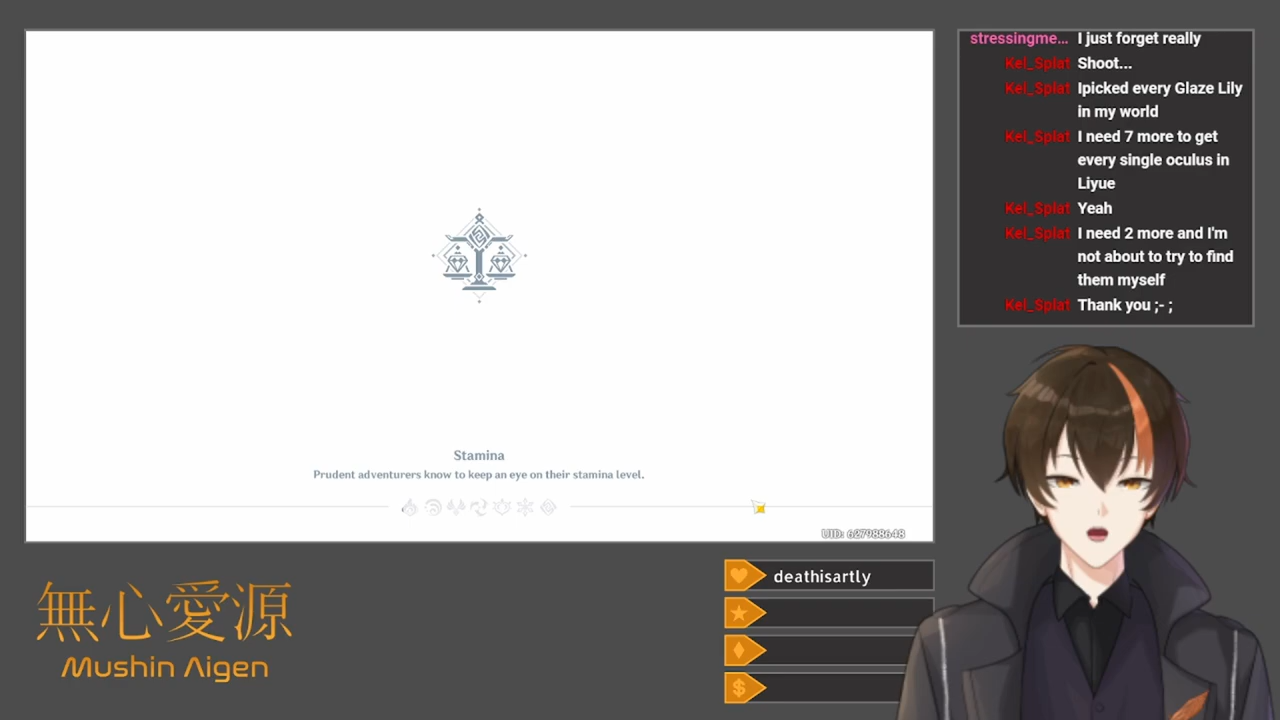 stressingme... I just forget really
Kel_Splat Shoot...
Kel_Splat Ipicked every Glaze Lily
in my world
Kel_Splat I need 7 more to get
every single oculus in
Liyue
Kel_Splat Yeah
Kel_Splat I need 2 more and I'm
not about to try to find
them myself
Kel_Splat Thank you ;- ;
Stamina
Prudent adventurers know to keep an eye on their stamina level.
UID: 627988648
deathisartly
無心愛源
Mushin Aigen